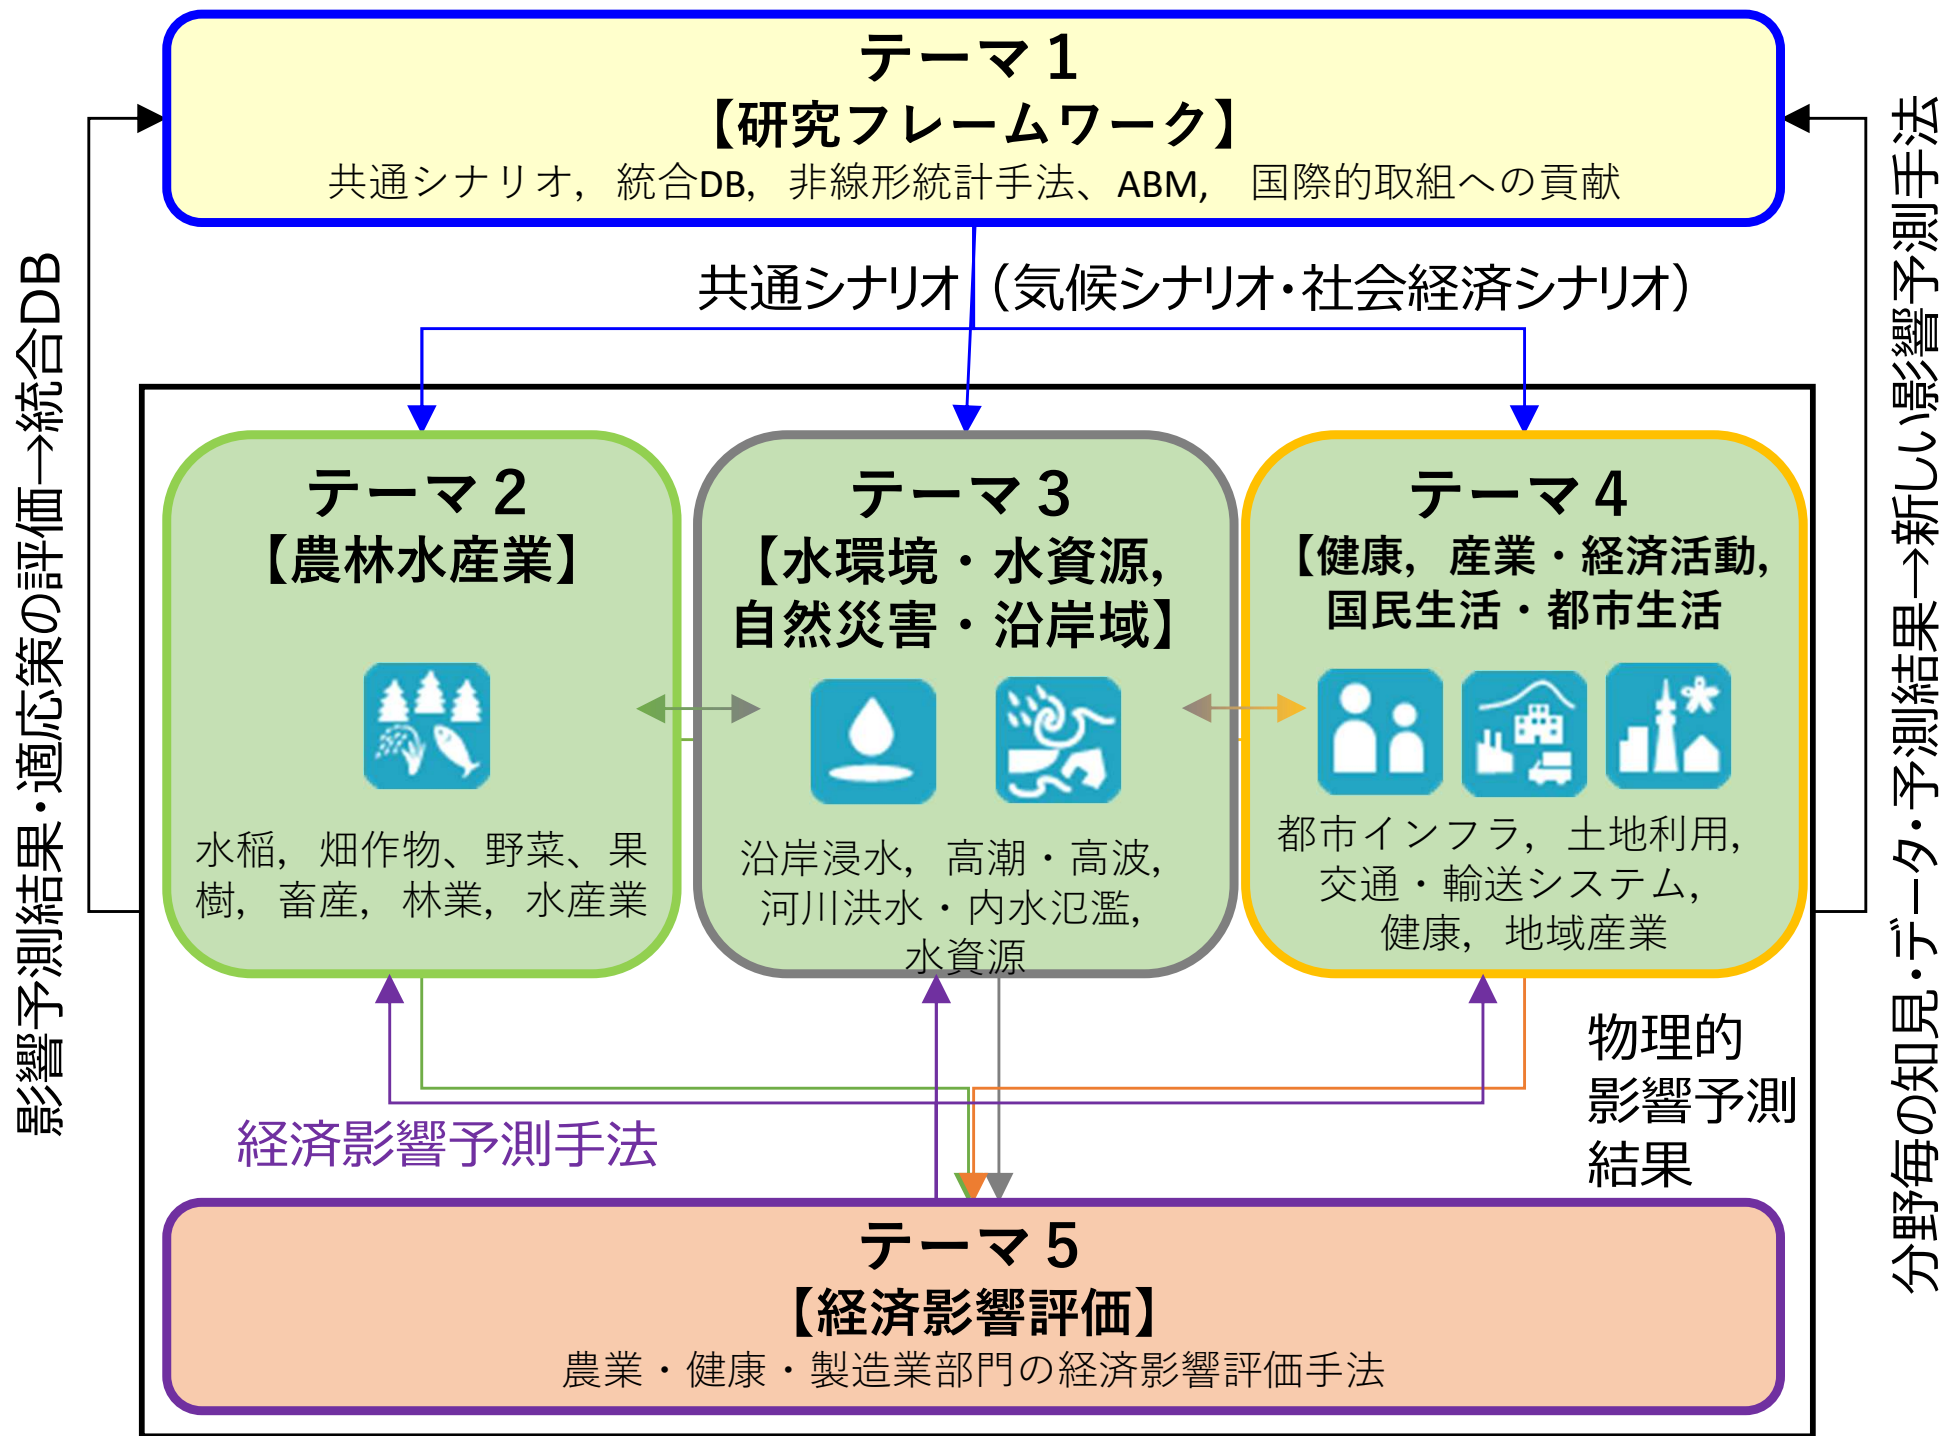 テーマ１
【研究フレームワーク】
共通シナリオ，統合DB，非線形統計手法、ABM,　国際的取組への貢献
共通シナリオ（気候シナリオ・社会経済シナリオ）
影響予測結果・適応策の評価→統合DB
分野毎の知見・データ・予測結果→新しい影響予測手法
テーマ２
【農林水産業】
水稲，畑作物、野菜、果
樹，畜産，林業，水産業
テーマ３
【水環境・水資源，
自然災害・沿岸域】
沿岸浸水，高潮・高波，
河川洪水・内水氾濫，
水資源
テーマ４
【健康，産業・経済活動，
国民生活・都市生活
都市インフラ，土地利用，
交通・輸送システム，
健康，地域産業
経済影響予測手法
物理的
影響予測
結果
テーマ５
【経済影響評価】
農業・健康・製造業部門の経済影響評価手法